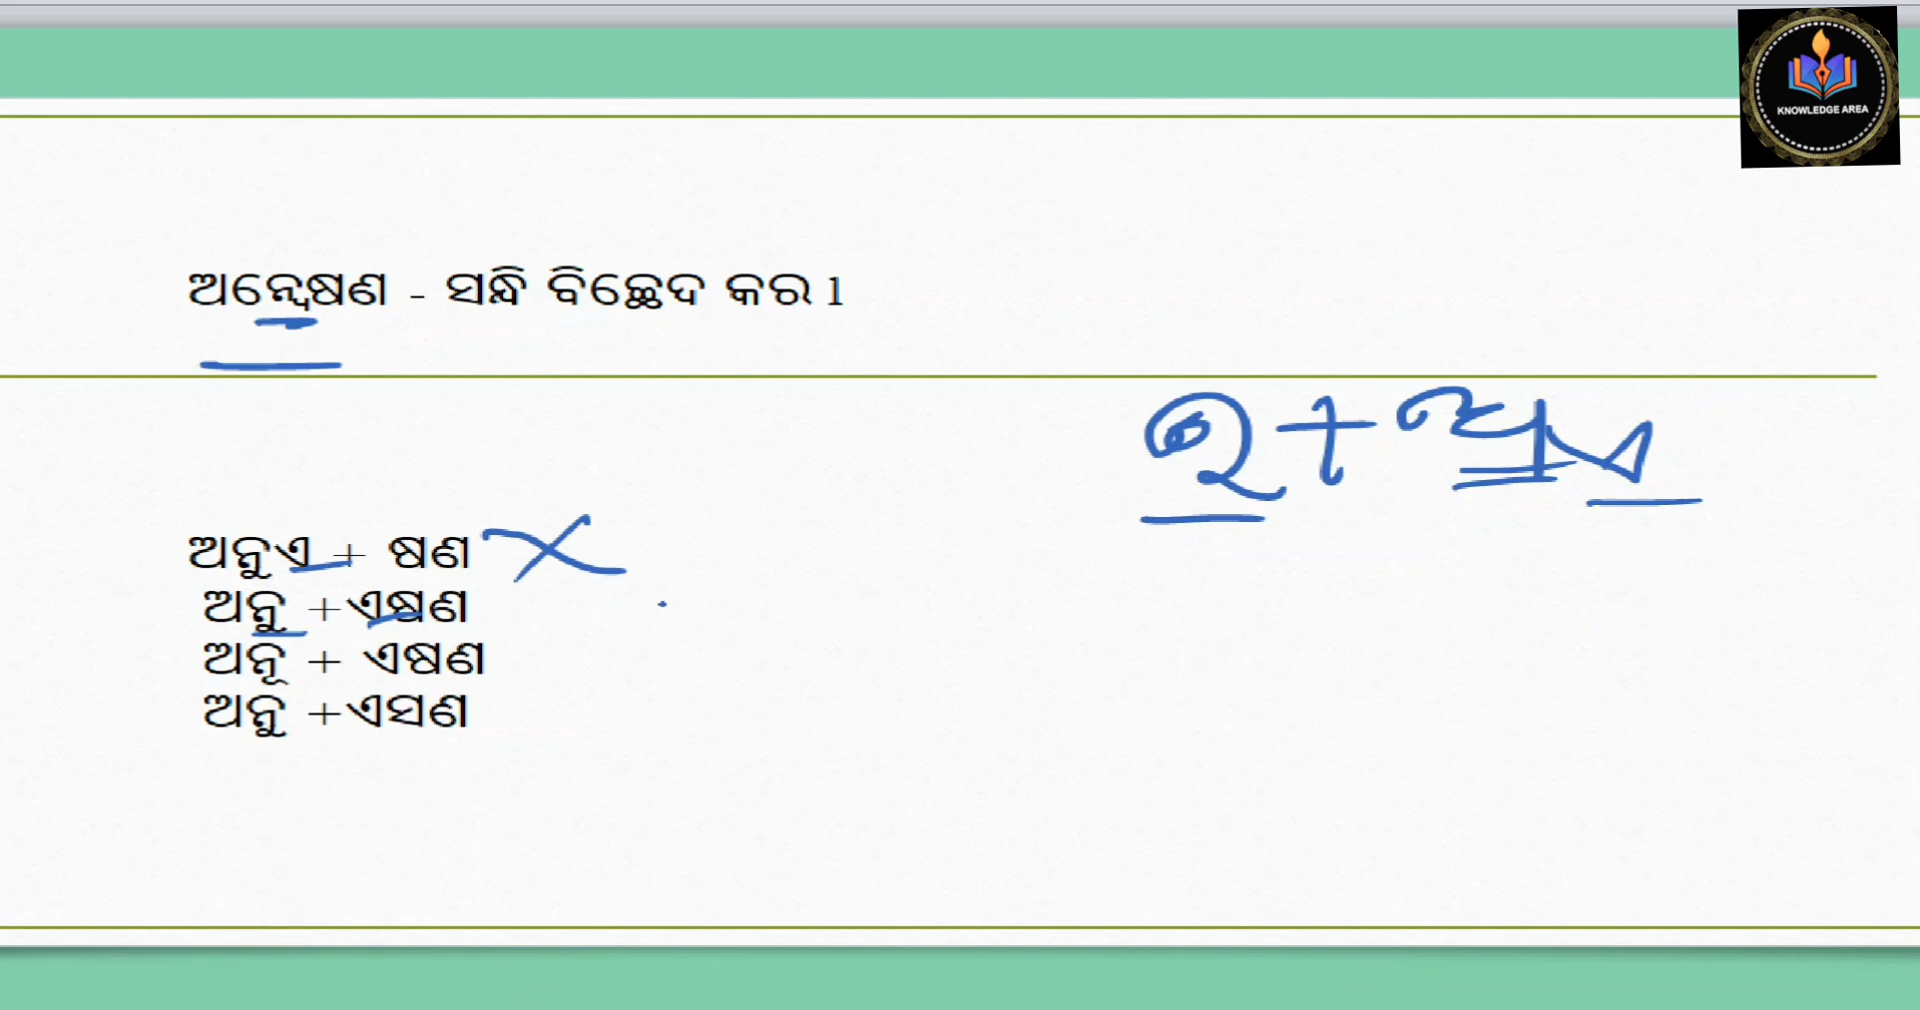 KNOWLEDGE AREA
ଅନ୍ୱେଷଣ - ସନ୍ଧି ବିଚ୍ଛେଦ କର l
ଅନୁଏ + ଷଣ
ଅନୁ +ଏଷଣ
ଅନୂ + ଏଷଣ
ଅନୁ +ଏସଣ